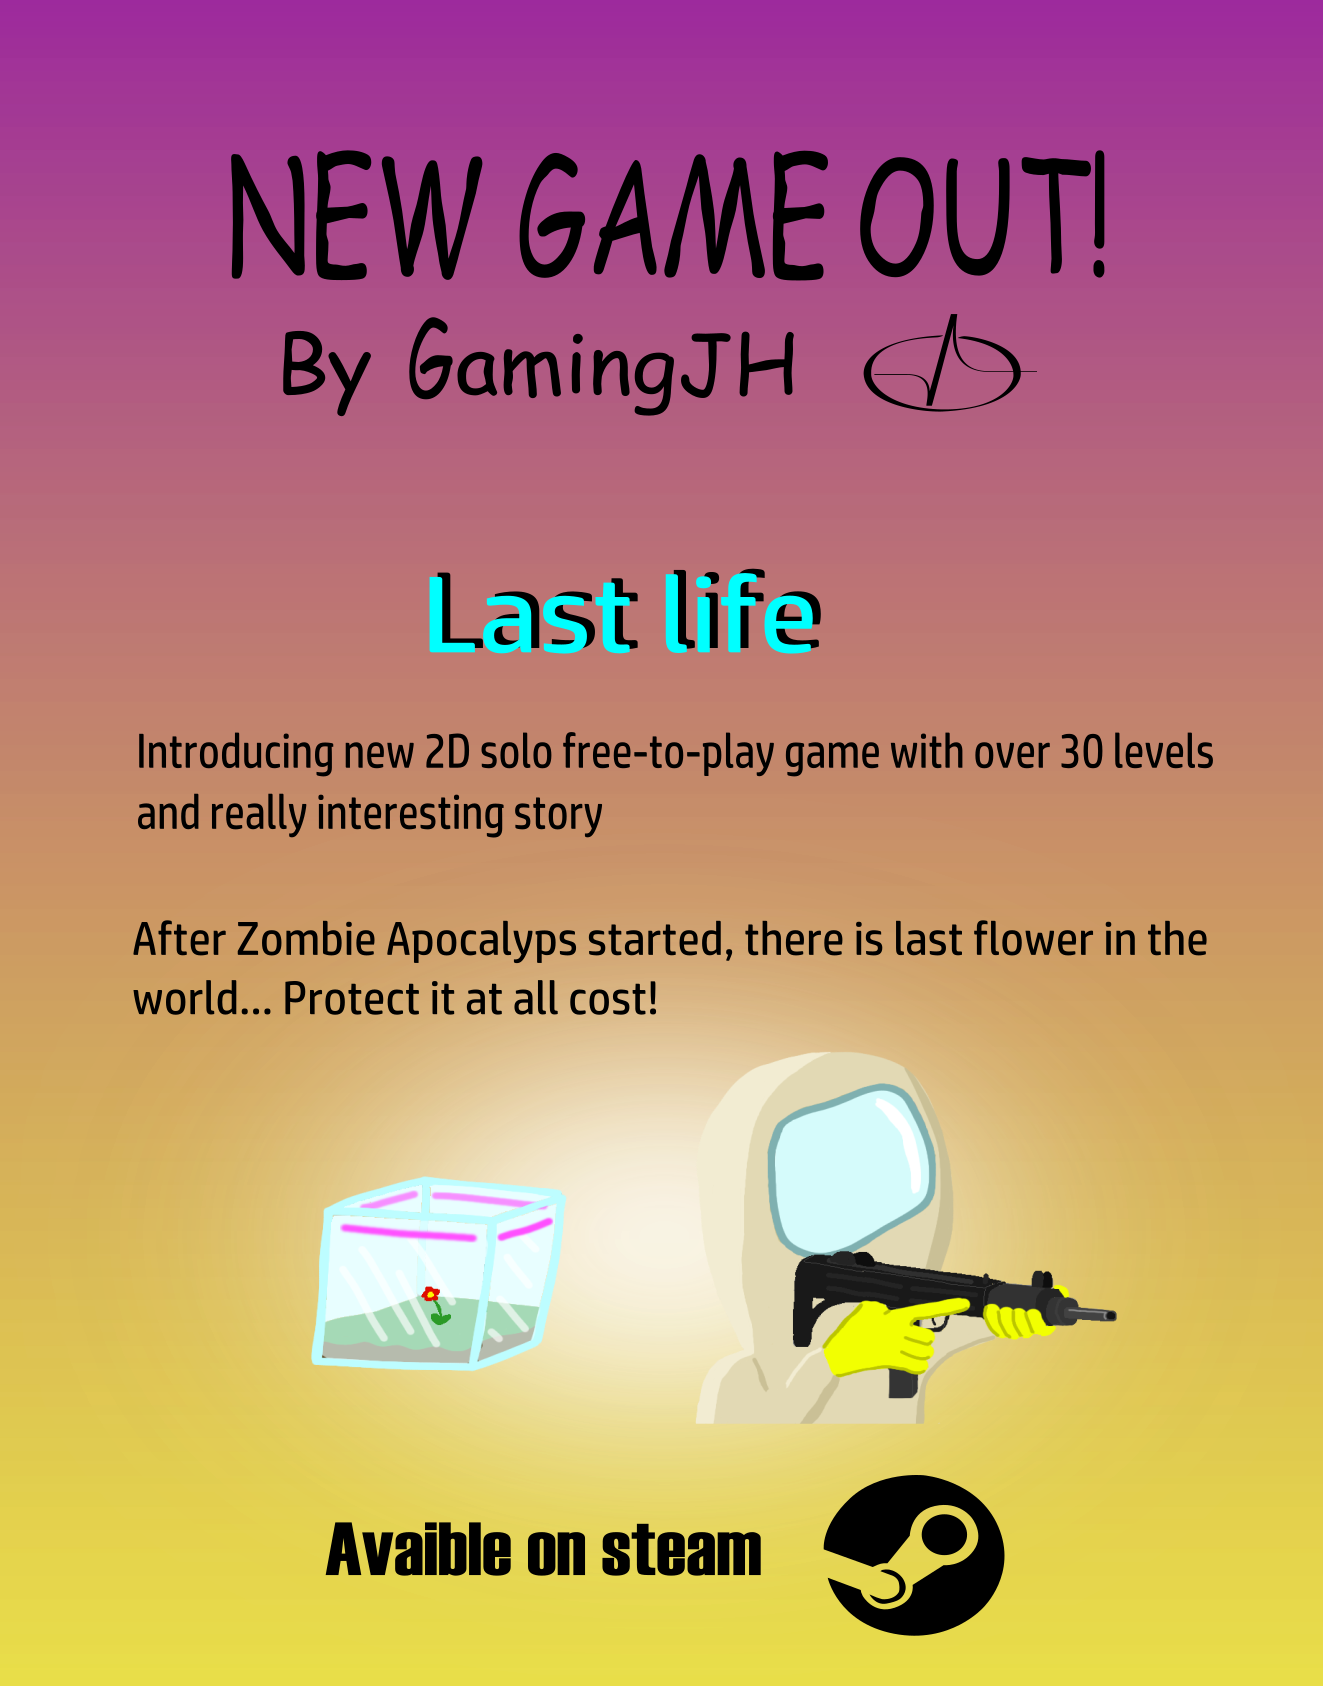 NEW GAME OUT!
By GamingJH
Last life
Introducing new 2D solo free-to-play game with over 30 levels
and really interesting story
After Zombie Apocalyps started, there is last flower in the
world... Protect it at all cost!
Avaible on steam